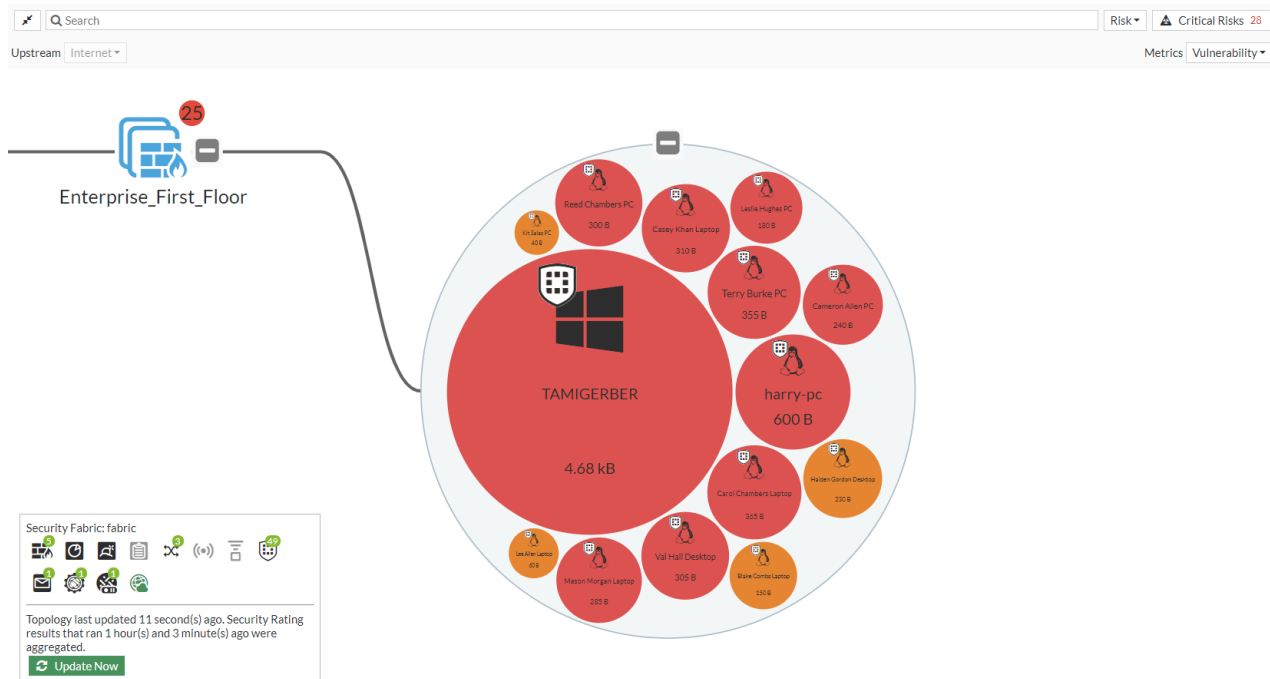 Search
Risk
Critical Risks 28
Upstream Internet
Metrics Vulnerability
25
Enterprise_First_Floor
Reed Chambers PC
300 B
Kit Salas PC
40 B
Casey Khan Laptop
310 B
Leslie Hughes PC
180 B
Terry Burke PC
355 B
Cameron Allen PC
240 B
TAMIGERBER
4.68 kB
harry-pc
600 B
Carol Chambers Laptop
365 B
Haiden Gordon Desktop
230 B
Val Hall Desktop
305 B
Blake Combs Laptop
150 B
Mason Morgan Laptop
285 B
Lee Allen Laptop
60 B
Security Fabric: fabric
5
3
49
1
1
1
Topology last updated 11 second(s) ago. Security Rating
results that ran 1 hour(s) and 3 minute(s) ago were
aggregated.
Update Now